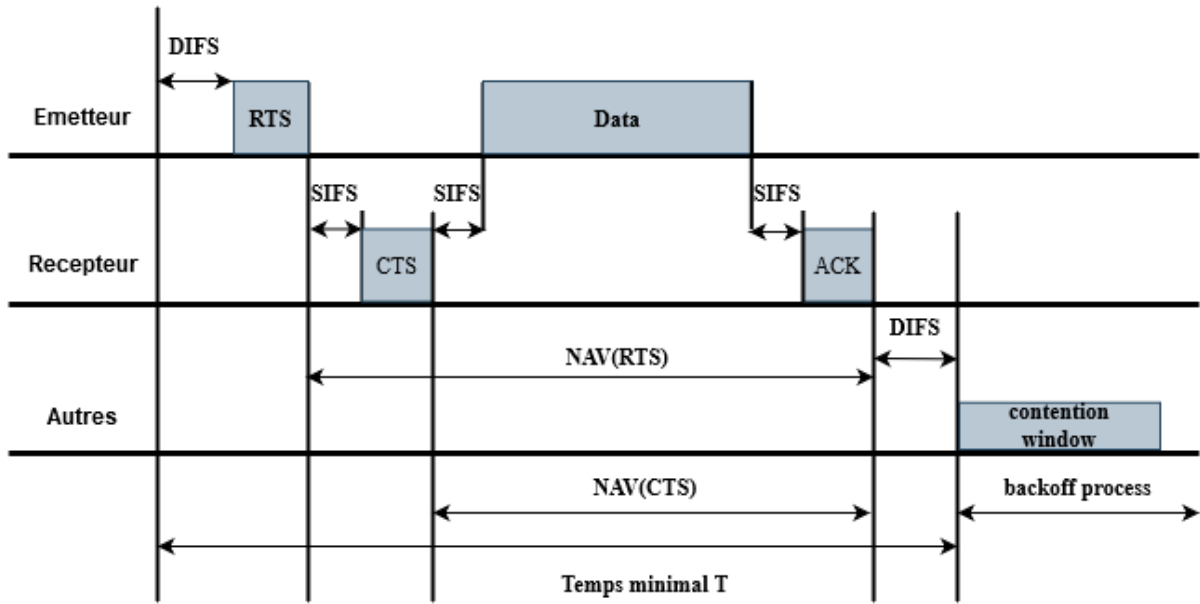 DIFS
Emetteur
RTS
Data
SIFS
SIFS
SIFS
Recepteur
CTS
ACK
DIFS
NAV(RTS)
Autres
contention
window
NAV(CTS)
backoff process
Temps minimal T